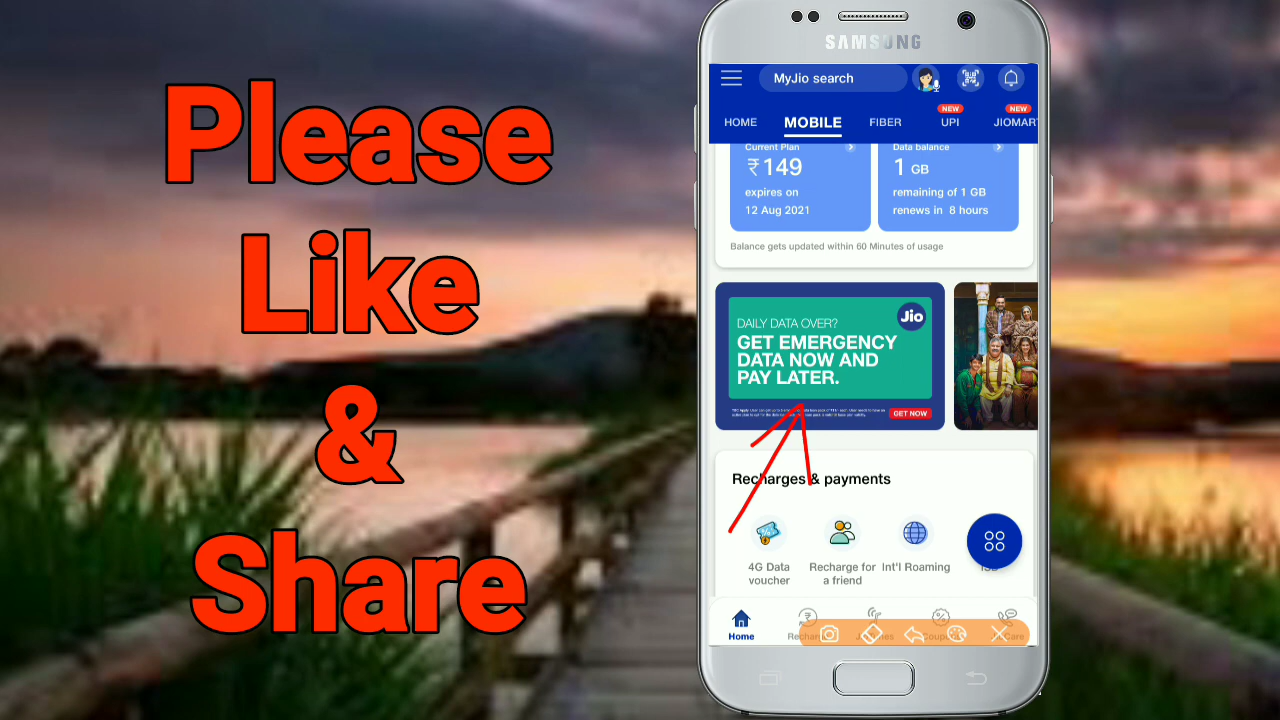 Please
Like
&
Share
SAMSUNG
MyJio search
HOME
MOBILE
FIBER
NEW
UPI
NEW
JIOMART
Current Plan
₹149
expires on
12 Aug 2021
Data balance
1 GB
remaining of 1 GB
renews in 8 hours
Balance gets updated within 60 Minutes of usage
Jio
DAILY DATA OVER?
GET EMERGENCY
DATA NOW AND
PAY LATER.
GET NOW
Recharges & payments
4G Data
voucher
Recharge for
a friend
Int'l Roaming
Home